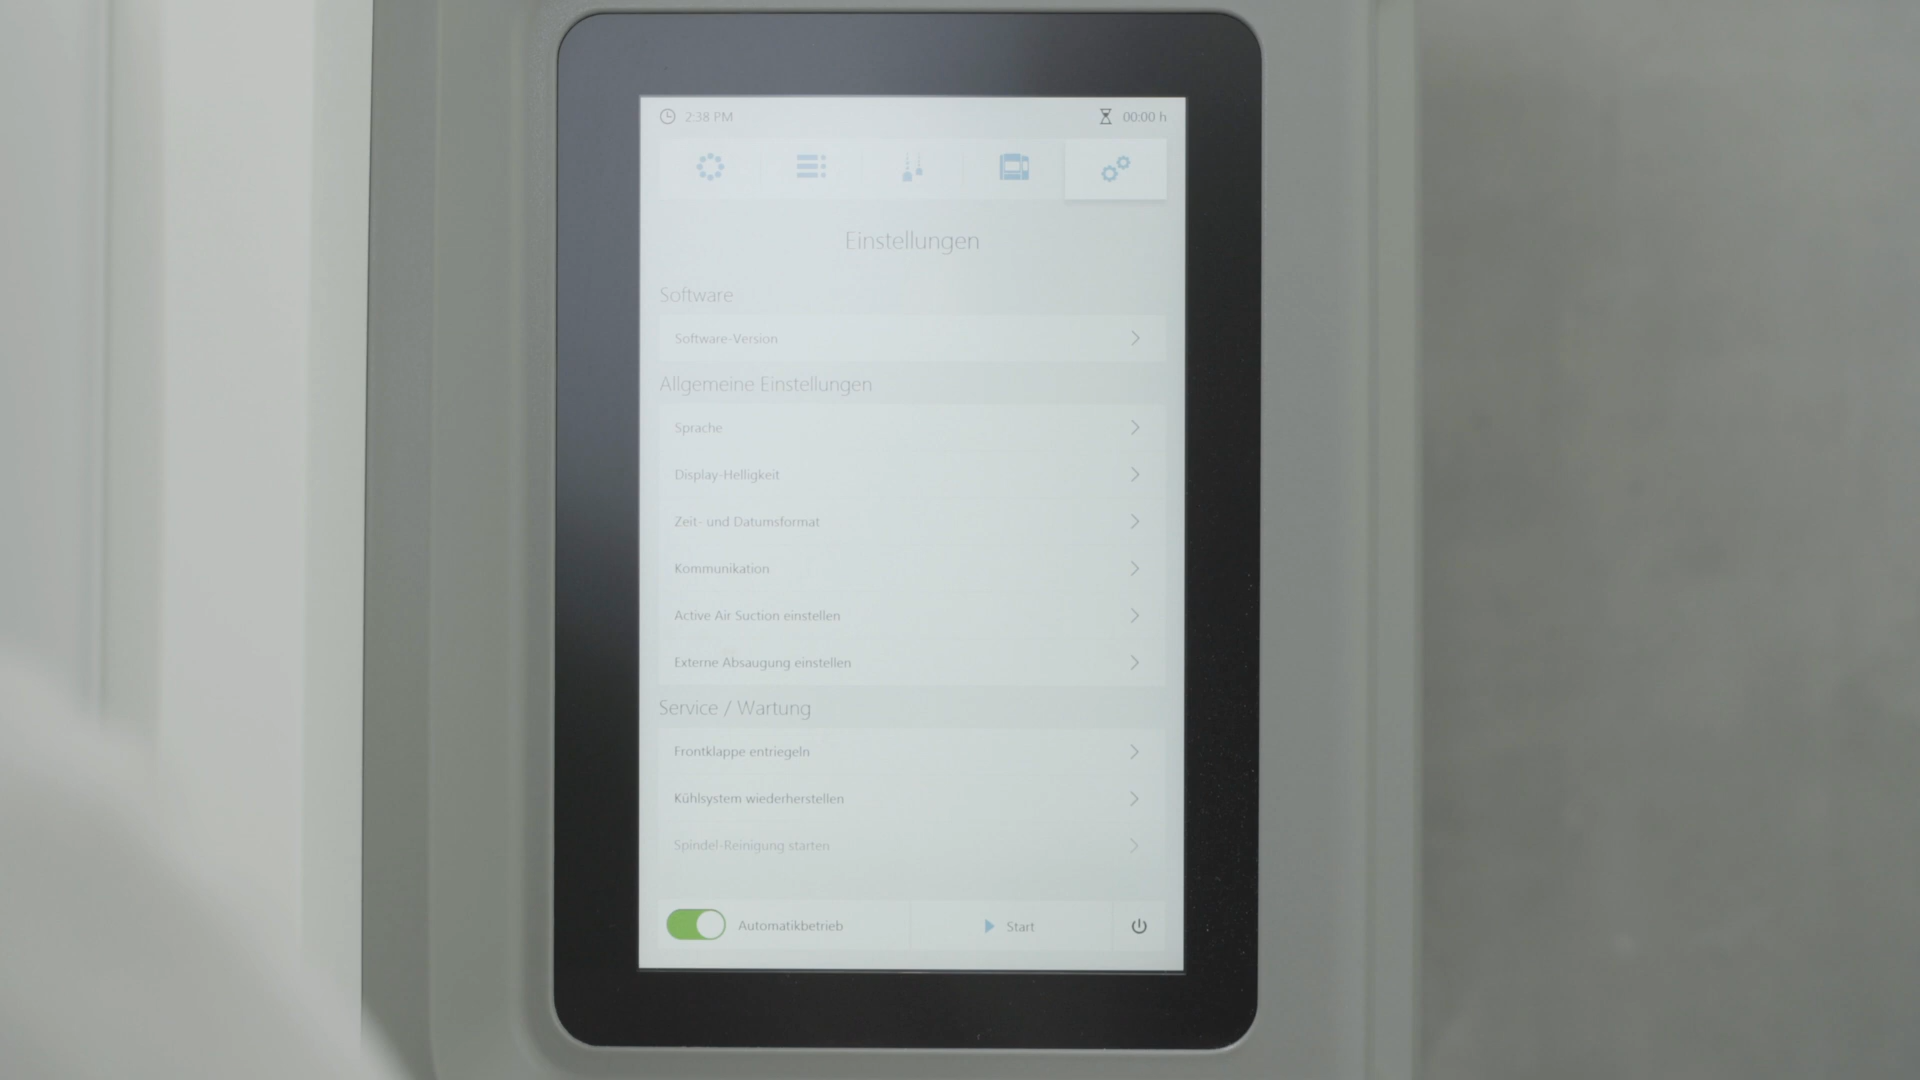 2:38 PM 00:00 h
Einstellungen
Software
Software-Version
Allgemeine Einstellungen
Sprache
Display-Helligkeit
Zeit- und Datumsformat
Kommunikation
Active Air Suction einstellen
Externe Absaugung einstellen
Service / Wartung
Frontklappe entriegeln
Kühlsystem wiederherstellen
Spindel-Reinigung starten
Automatikbetrieb Start